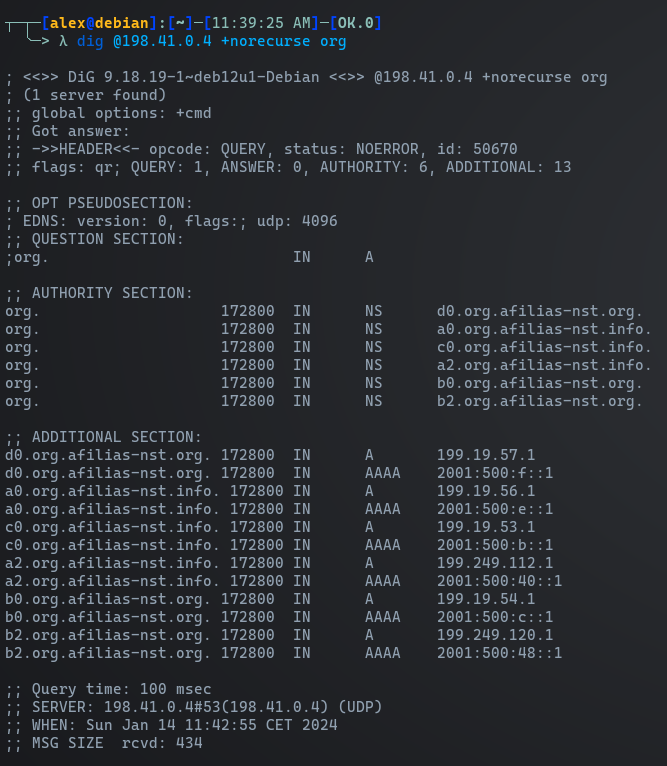 [alex@debian]:[~]-[11:39:25 AM]-[OK.0]
> λ dig @198.41.0.4 +norecurse org
; <<>> DiG 9.18.19-1~deb12u1-Debian <<>> @198.41.0.4 +norecurse org
; (1 server found)
;; global options: +cmd
;; Got answer:
;; ->>HEADER<<- opcode: QUERY, status: NOERROR, id: 50670
;; flags: qr; QUERY: 1, ANSWER: 0, AUTHORITY: 6, ADDITIONAL: 13
;; OPT PSEUDOSECTION:
; EDNS: version: 0, flags:; udp: 4096
;; QUESTION SECTION:
;org. IN A
;; AUTHORITY SECTION:
org. 172800 IN NS d0.org.afilias-nst.org.
org. 172800 IN NS a0.org.afilias-nst.info.
org. 172800 IN NS c0.org.afilias-nst.info.
org. 172800 IN NS a2.org.afilias-nst.info.
org. 172800 IN NS b0.org.afilias-nst.org.
org. 172800 IN NS b2.org.afilias-nst.org.
;; ADDITIONAL SECTION:
d0.org.afilias-nst.org. 172800 IN A 199.19.57.1
d0.org.afilias-nst.org. 172800 IN AAAA 2001:500:f::1
a0.org.afilias-nst.info. 172800 IN A 199.19.56.1
a0.org.afilias-nst.info. 172800 IN AAAA 2001:500:e::1
c0.org.afilias-nst.info. 172800 IN A 199.19.53.1
c0.org.afilias-nst.info. 172800 IN AAAA 2001:500:b::1
a2.org.afilias-nst.info. 172800 IN A 199.249.112.1
a2.org.afilias-nst.info. 172800 IN AAAA 2001:500:40::1
b0.org.afilias-nst.org. 172800 IN A 199.19.54.1
b0.org.afilias-nst.org. 172800 IN AAAA 2001:500:c::1
b2.org.afilias-nst.org. 172800 IN A 199.249.120.1
b2.org.afilias-nst.org. 172800 IN AAAA 2001:500:48::1
;; Query time: 100 msec
;; SERVER: 198.41.0.4#53(198.41.0.4) (UDP)
;; WHEN: Sun Jan 14 11:42:55 CET 2024
;; MSG SIZE rcvd: 434